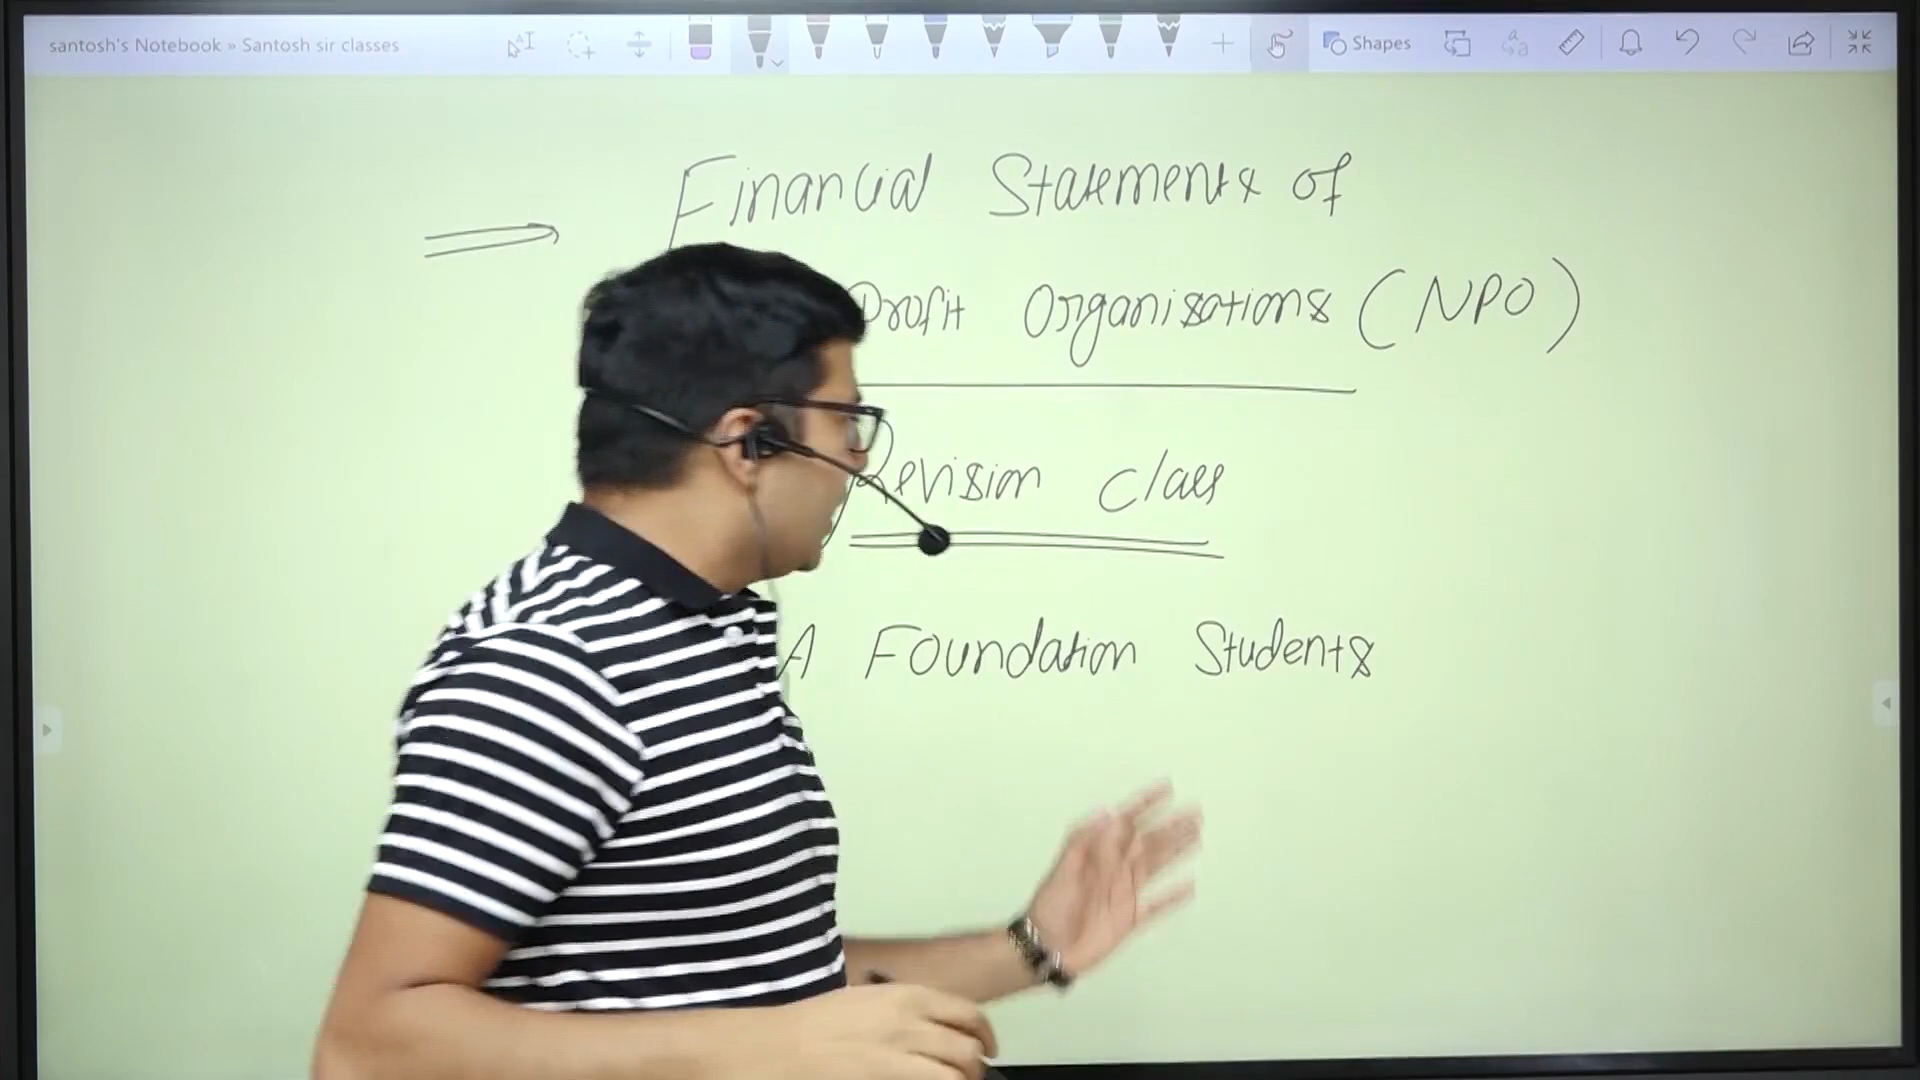 santosh's Notebook » Santosh sir classes
Shapes
Financial Statements of
Profit Organisations (NPO)
Revision class
A Foundation Students